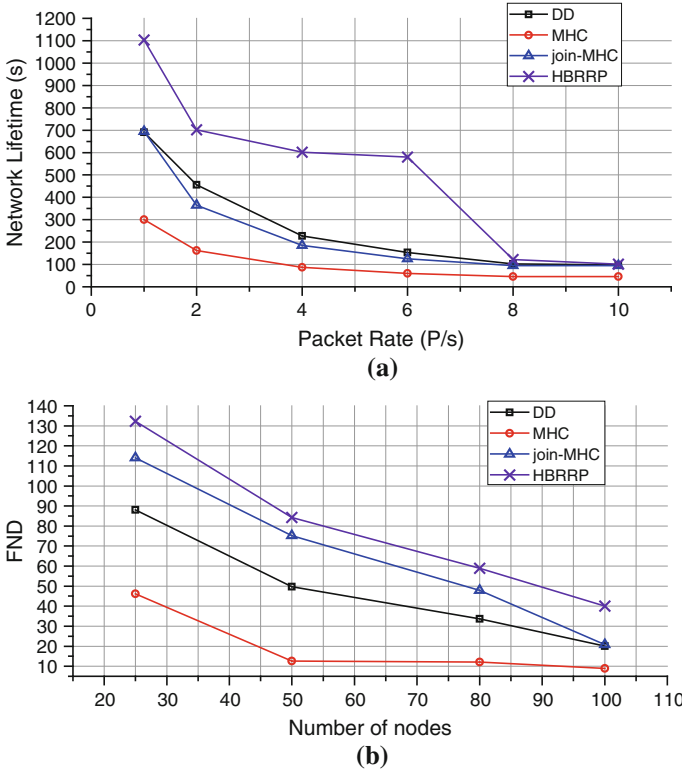 1200
1100
1000
900
800
700
600
500
400
300
200
100
0
Network Lifetime (s)
DD
MHC
join-MHC
HBRRP
0 2 4 6 8 10
Packet Rate (P/s)
(a)
140
130
120
110
100
90
80
70
60
50
40
30
20
10
FND
DD
MHC
join-MHC
HBRRP
20 30 40 50 60 70 80 90 100 110
Number of nodes
(b)